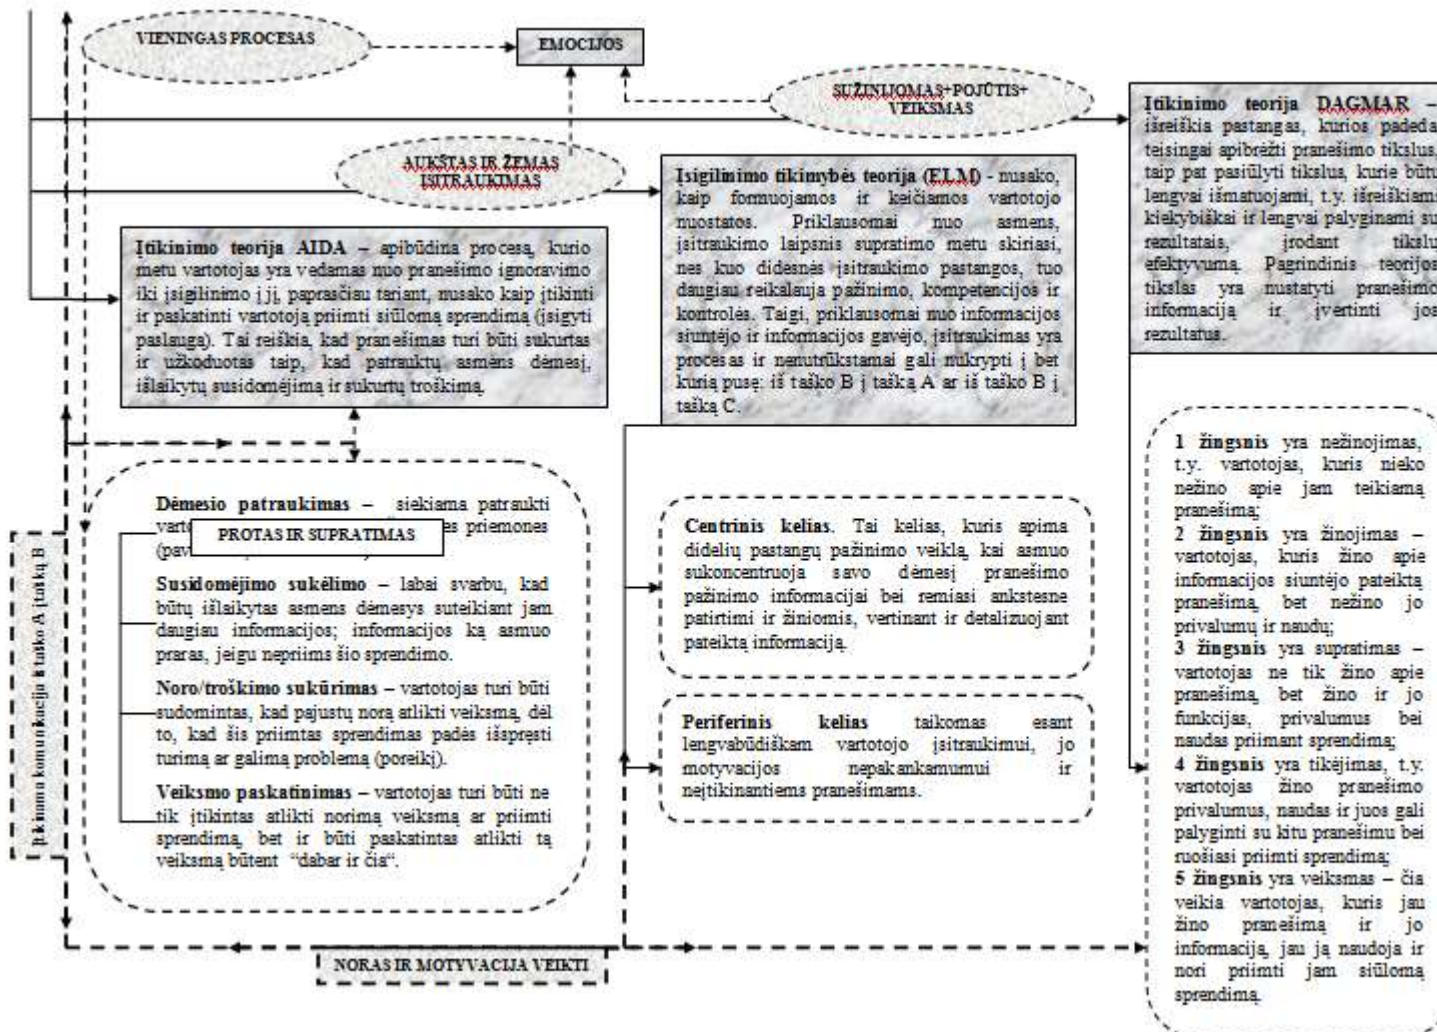 VIENINGAS PROCESAS
EMOCIJOS
SUŽINIJOMAS+POJŪTIS+
VEIKSMAS
AUKŠTAS IR ŽEMAS
ĮSITRAUKIMAS
Įtikinimo teorija DAGMAR –
išreiškia pastangas, kurios padeda
teisingai apibrėžti pranešimo tikslus,
taip pat pasiūlyti tikslus, kurie būtų
lengvai išmatuojami, t.y. išreiškiami
kiekybiškai ir lengvai palyginami su
rezultatais, įrodant tikslų
efektyvumą. Pagrindinis teorijos
tikslas yra nustatyti pranešimo
informaciją ir įvertinti jos
rezultatus.
Įsigilinimo tikimybės teorija (ELM) - nusako,
kaip formuojamos ir keičiamos vartotojo
nuostatos. Priklausomai nuo asmens,
įsitraukimo laipsnis supratimo metu skiriasi,
nes kuo didesnės įsitraukimo pastangos, tuo
daugiau reikalauja pažinimo, kompetencijos ir
kontrolės. Taigi, priklausomai nuo informacijos
siuntėjo ir informacijos gavėjo, įsitraukimas yra
procesas ir nenutrūkstamai gali nukrypti į bet
kurią pusę: iš taško B į tašką A ar iš taško B į
tašką C.
Įtikinimo teorija AIDA – apibūdina procesą, kurio
metu vartotojas yra vedamas nuo pranešimo ignoravimo
iki įsigilinimo į jį, paprasčiau tariant, nusako kaip įtikinti
ir paskatinti vartotoją priimti siūlomą sprendimą (įsigyti
paslaugą). Tai reiškia, kad pranešimas turi būti sukurtas
ir užkoduotas taip, kad patrauktų asmens dėmesį,
išlaikytų susidomėjimą ir sukurtų troškimą.
Dėmesio patraukimas – siekiama patraukti
es priemones
PROTAS IR SUPRATIMAS
Susidomėjimo sukėlimo – labai svarbu, kad
būtų išlaikytas asmens dėmesys suteikiant jam
daugiau informacijos; informacijos ką asmuo
praras, jeigu nepriims šio sprendimo.
Noro/troškimo sukūrimas – vartotojas turi būti
sudomintas, kad pajustų norą atlikti veiksmą, dėl
to, kad šis priimtas sprendimas padės išspręsti
turimą ar galimą problemą (poreikį).
Veiksmo paskatinimas – vartotojas turi būti ne
tik įtikintas atlikti norimą veiksmą ar priimti
sprendimą, bet ir būti paskatintas atlikti tą
veiksmą būtent “dabar ir čia“.
Centrinis kelias. Tai kelias, kuris apima
didelių pastangų pažinimo veiklą, kai asmuo
sukoncentruoja savo dėmesį pranešimo
pažinimo informacijai bei remiasi ankstesne
patirtimi ir žiniomis, vertinant ir detalizuojant
pateiktą informaciją.
Periferinis kelias taikomas esant
lengvabūdiškam vartotojo įsitraukimui, jo
motyvacijos nepakankamumui ir
neįtikinantiems pranešimams.
1 žingsnis yra nežinojimas,
t.y. vartotojas, kuris nieko
nežino apie jam teikiamą
pranešimą;
2 žingsnis yra žinojimas –
vartotojas, kuris žino apie
informacijos siuntėjo pateiktą
pranešimą, bet nežino jo
privalumų ir naudų;
3 žingsnis yra supratimas –
vartotojas ne tik žino apie
pranešimą, bet žino ir jo
funkcijas, privalumus bei
naudas priimant sprendimą;
4 žingsnis yra tikėjimas, t.y.
vartotojas žino pranešimo
privalumus, naudas ir juos gali
palyginti su kitu pranešimu bei
ruošiasi priimti sprendimą;
5 žingsnis yra veiksmas – čia
veikia vartotojas, kuris jau
žino pranešimą ir jo
informaciją, jau ją naudoja ir
nori priimti jam siūlomą
sprendimą.
Įtikinama komunikacija iš taško A į tašką B
NORAS IR MOTYVACIJA VEIKTI